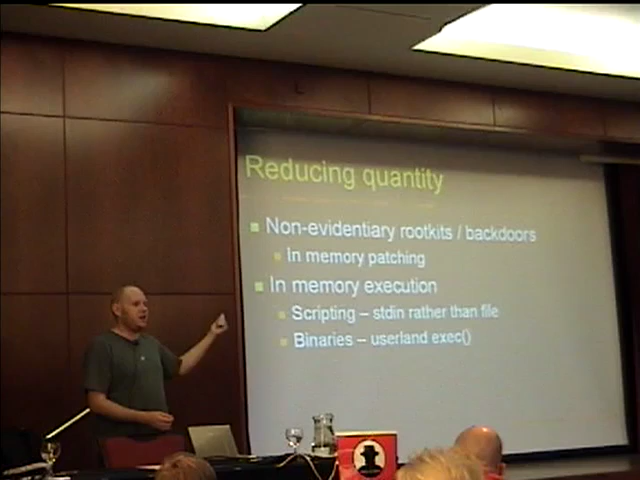 Reducing quantity
Non-evidentiary rootkits / backdoors
In memory patching
In memory execution
Scripting – stdin rather than file
Binaries – userland exec()